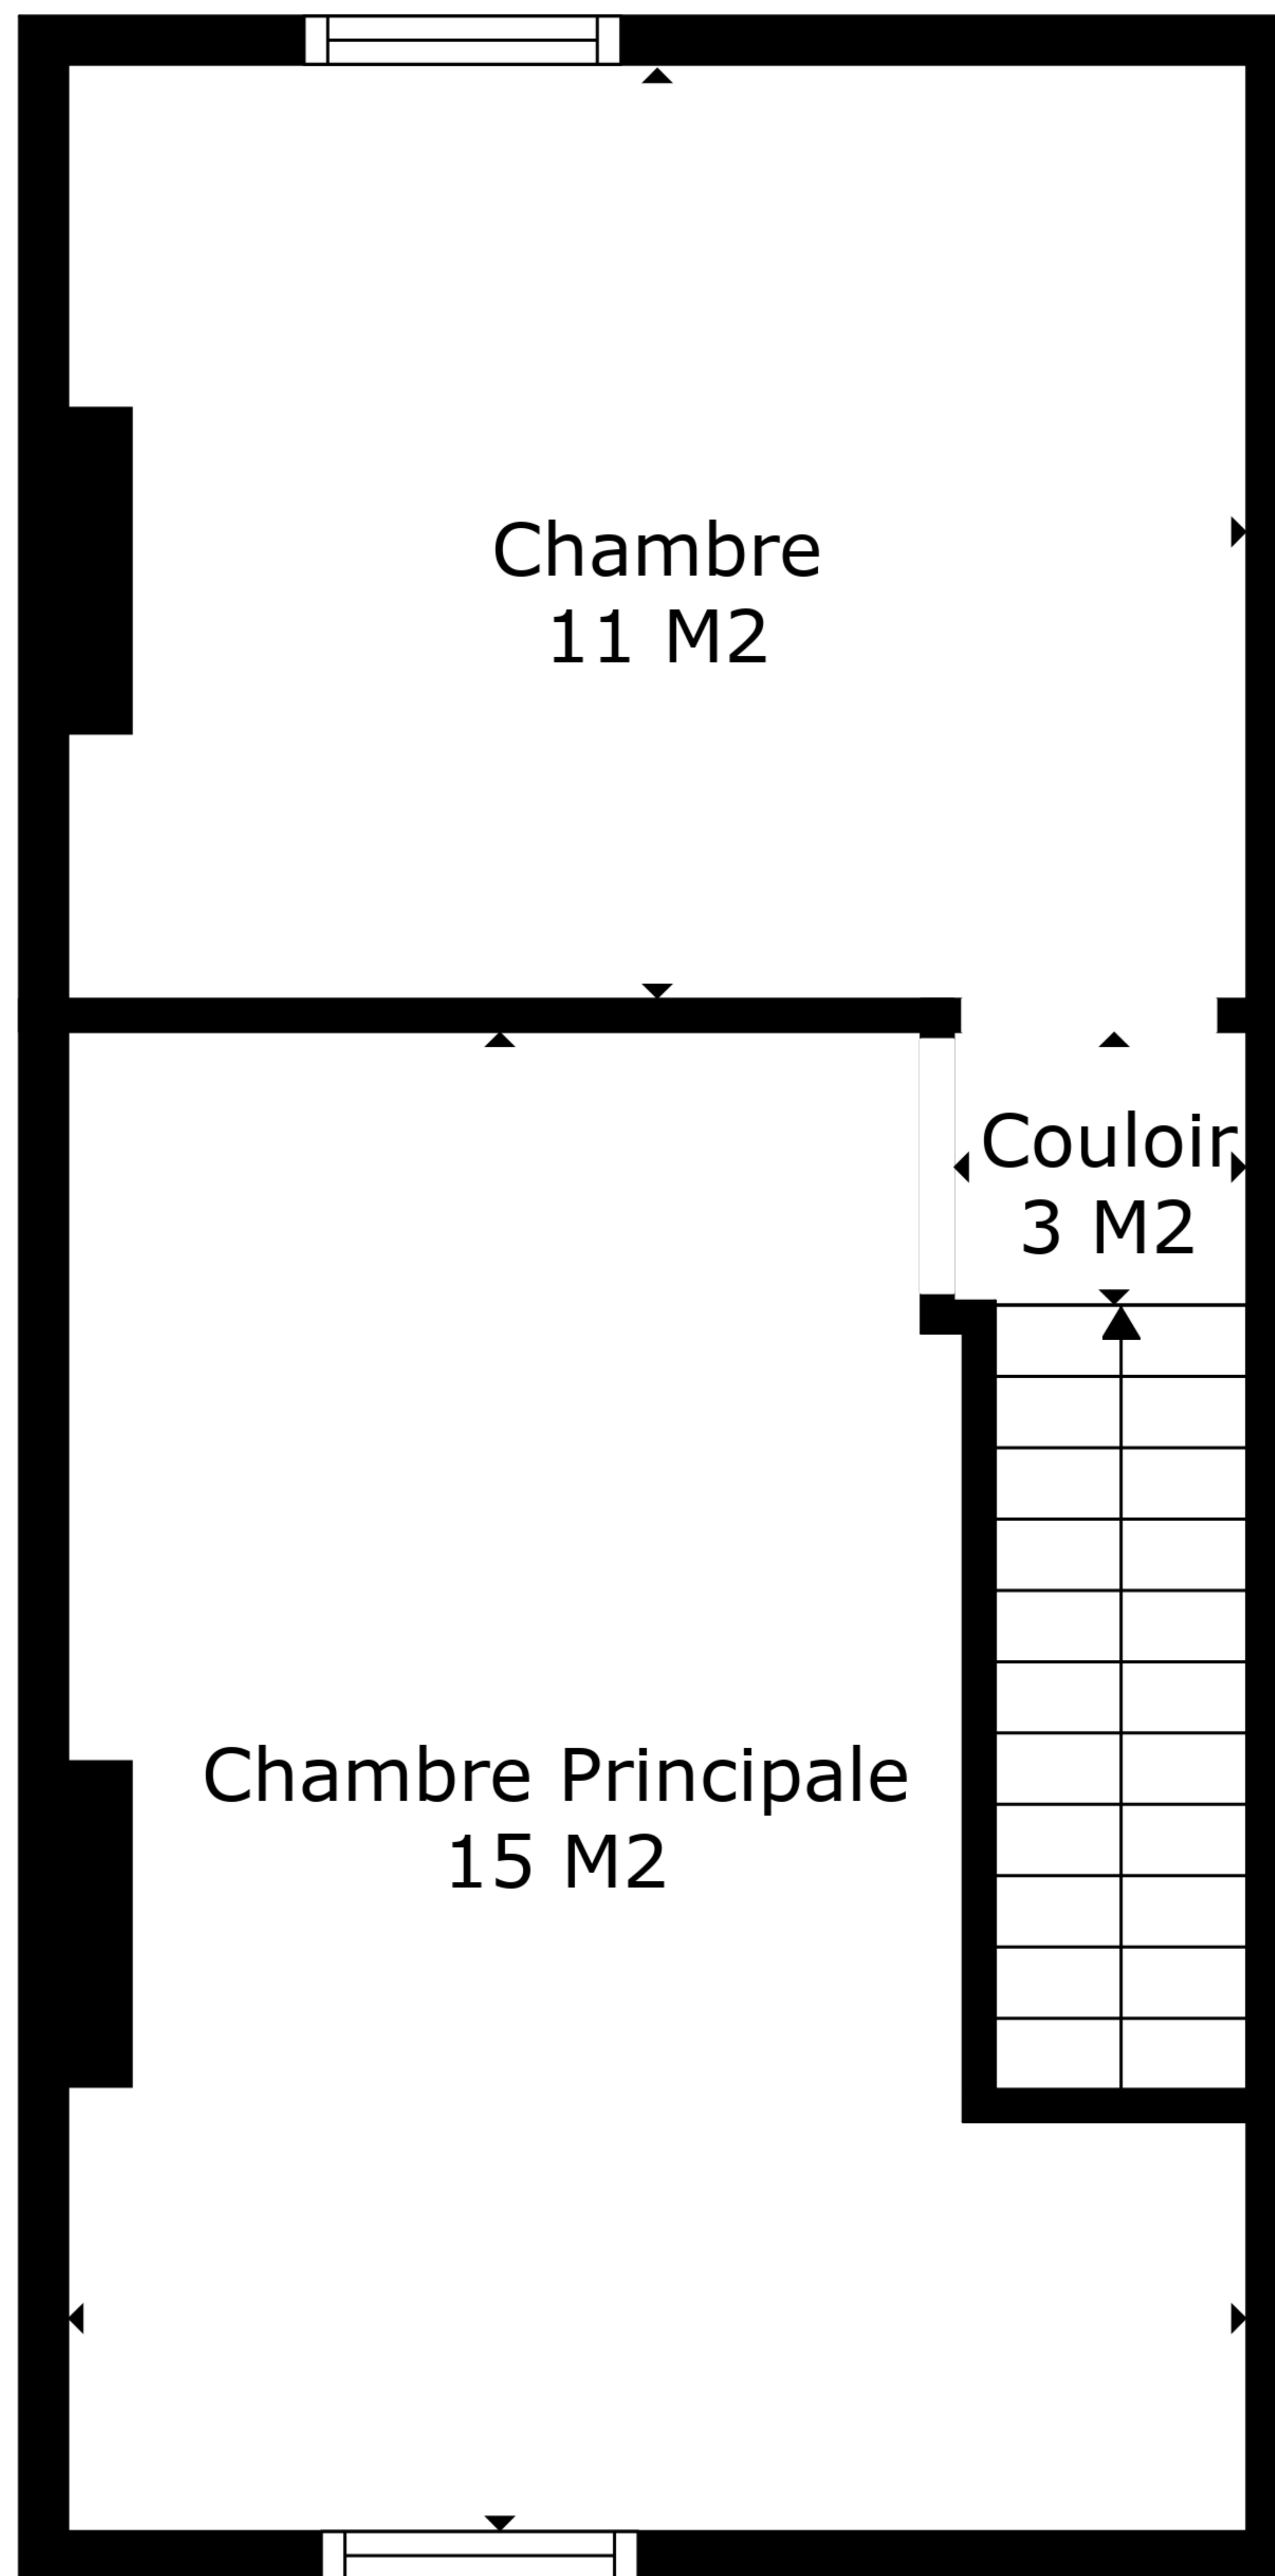 Chambre
11 M2
Couloir
3 M2
Chambre Principale
15 M2